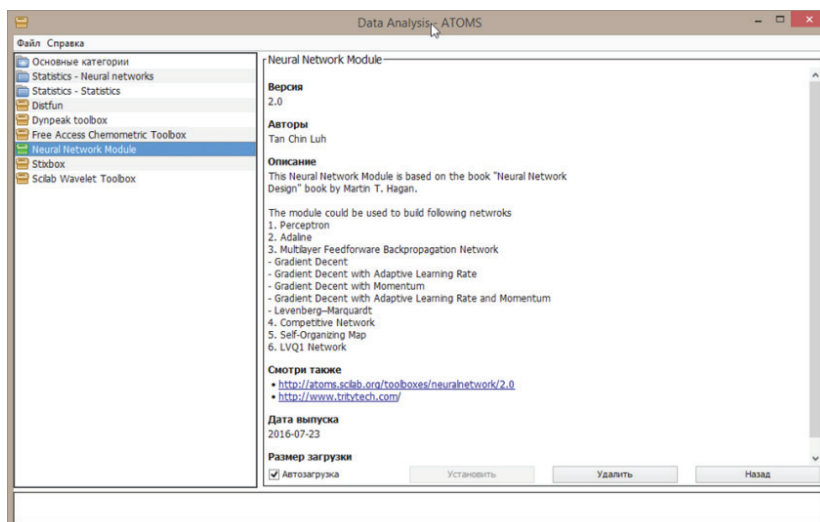 Data Analysis - ATOMS
Файл Справка
Основные категории
Statistics - Neural networks
Statistics - Statistics
Distfun
Dynpeak toolbox
Free Access Chemometric Toolbox
Neural Network Module
Stixbox
Scilab Wavelet Toolbox
Neural Network Module
Версия
2.0
Авторы
Tan Chin Luh
Описание
This Neural Network Module is based on the book "Neural Network
Design" book by Martin T. Hagan.
The module could be used to build following netwroks
1. Perceptron
2. Adaline
3. Multilayer Feedforware Backpropagation Network
- Gradient Decent
- Gradient Decent with Adaptive Learning Rate
- Gradient Decent with Momentum
- Gradient Decent with Adaptive Learning Rate and Momentum
- Levenberg–Marquardt
4. Competitive Network
5. Self-Organizing Map
6. LVQ1 Network
Смотри также
• http://atoms.scilab.org/toolboxes/neuralnetwork/2.0
• http://www.tritytech.com/
Дата выпуска
2016-07-23
Размер загрузки
Автозагрузка
Установить
Удалить
Назад